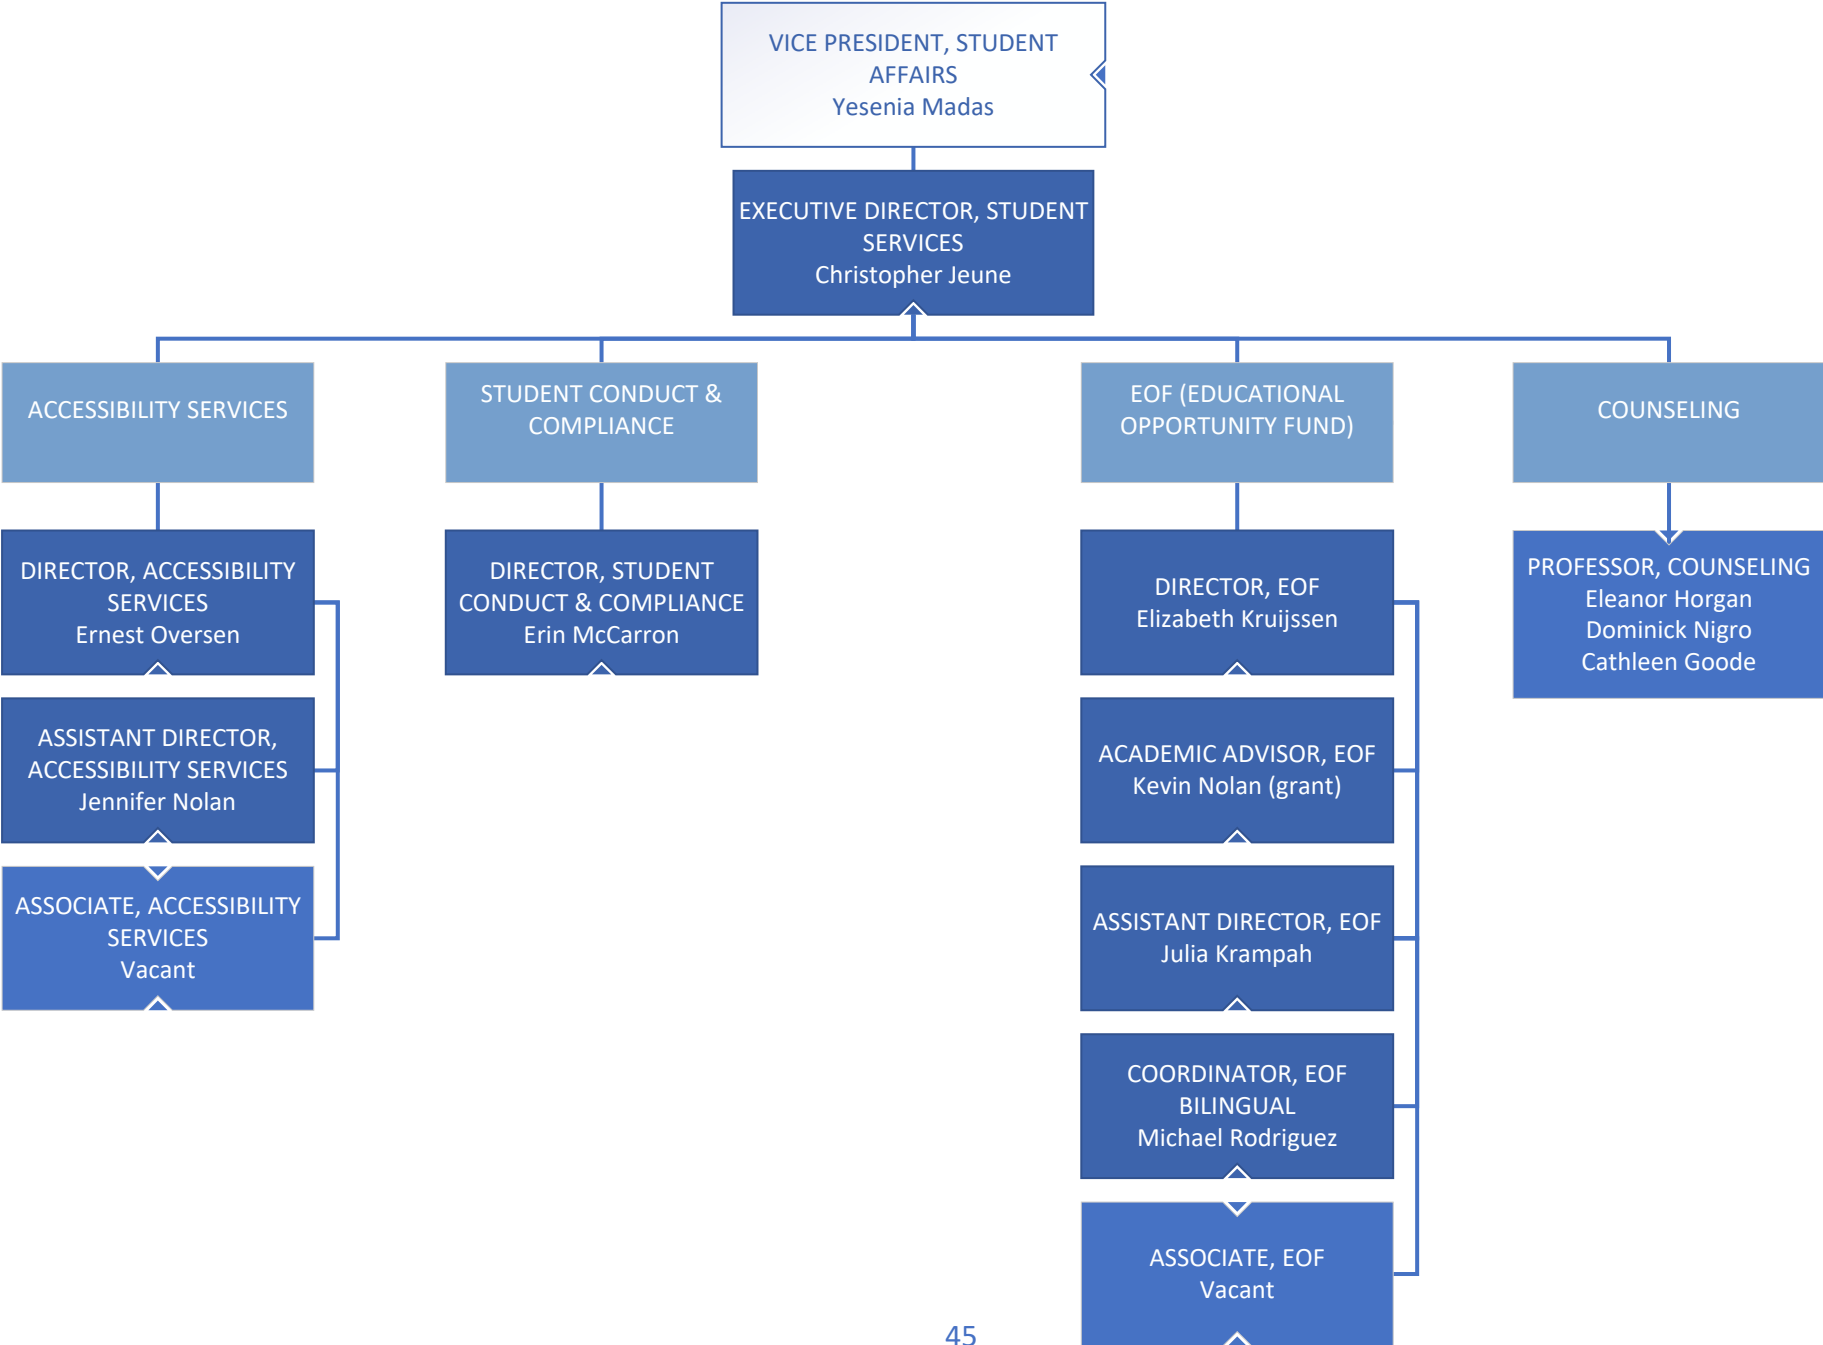 VICE PRESIDENT, STUDENT
AFFAIRS
Yesenia Madas
EXECUTIVE DIRECTOR, STUDENT
SERVICES
Christopher Jeune
ACCESSIBILITY SERVICES
STUDENT CONDUCT &
COMPLIANCE
EOF (EDUCATIONAL
OPPORTUNITY FUND)
COUNSELING
DIRECTOR, ACCESSIBILITY
SERVICES
Ernest Oversen
DIRECTOR, STUDENT
CONDUCT & COMPLIANCE
Erin McCarron
DIRECTOR, EOF
Elizabeth Kruijssen
PROFESSOR, COUNSELING
Eleanor Horgan
Dominick Nigro
Cathleen Goode
ASSISTANT DIRECTOR,
ACCESSIBILITY SERVICES
Jennifer Nolan
ACADEMIC ADVISOR, EOF
Kevin Nolan (grant)
ASSOCIATE, ACCESSIBILITY
SERVICES
Vacant
ASSISTANT DIRECTOR, EOF
Julia Krampah
COORDINATOR, EOF
BILINGUAL
Michael Rodriguez
ASSOCIATE, EOF
Vacant
45